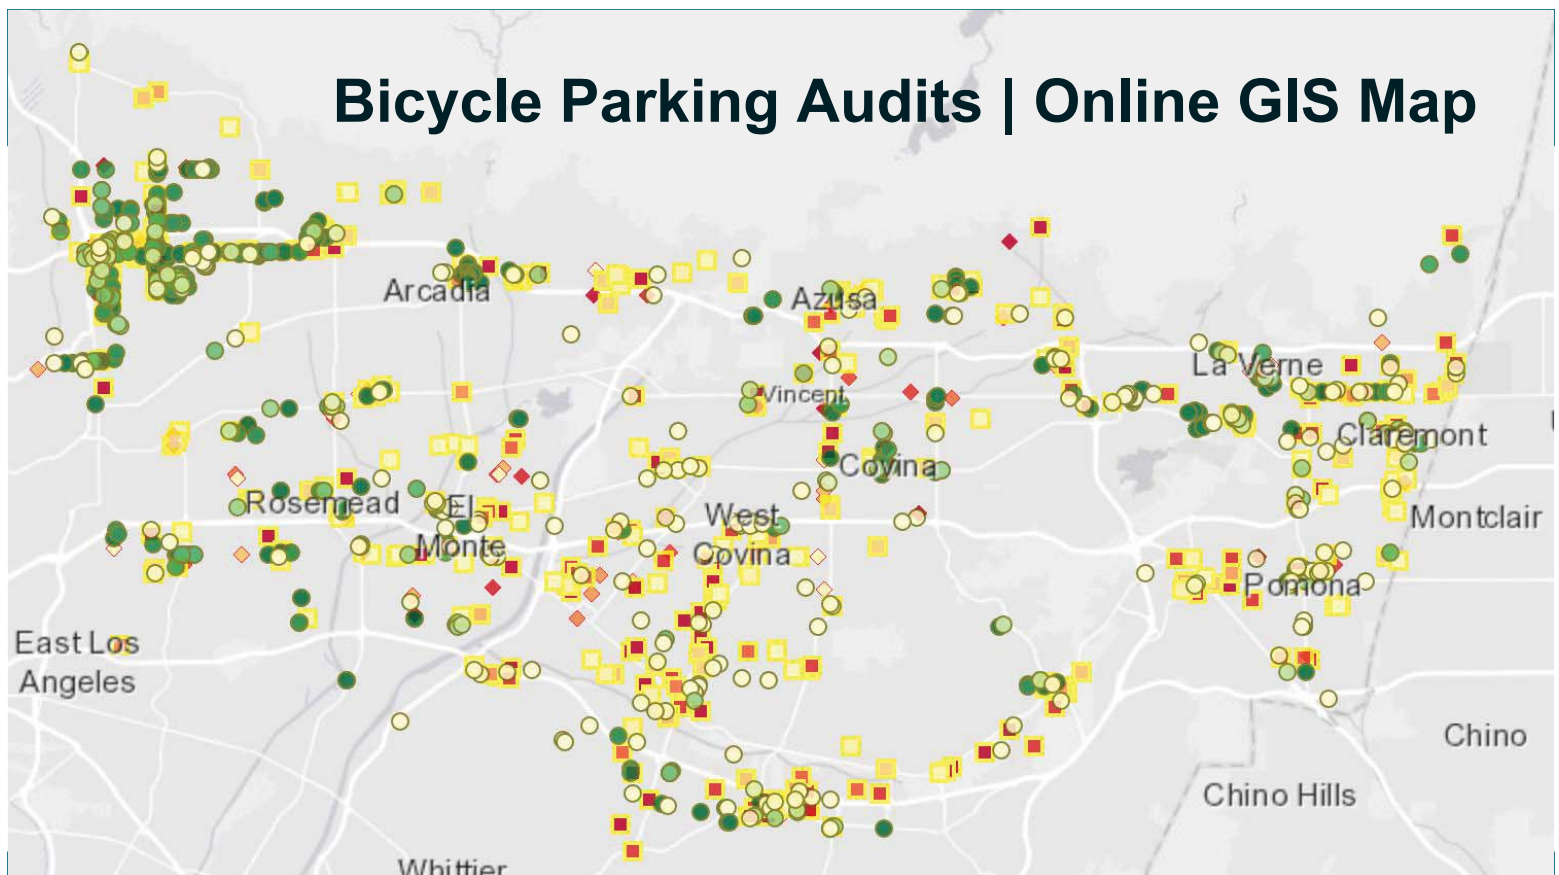 Bicycle Parking Audits | Online GIS Map
Arcadia
Azusa
La Verne
Vincent
Claremont
Covina
Rosemead
El
Monte
West
Covina
Montclair
Pomona
East Los
Angeles
Chino
Chino Hills
Whittier